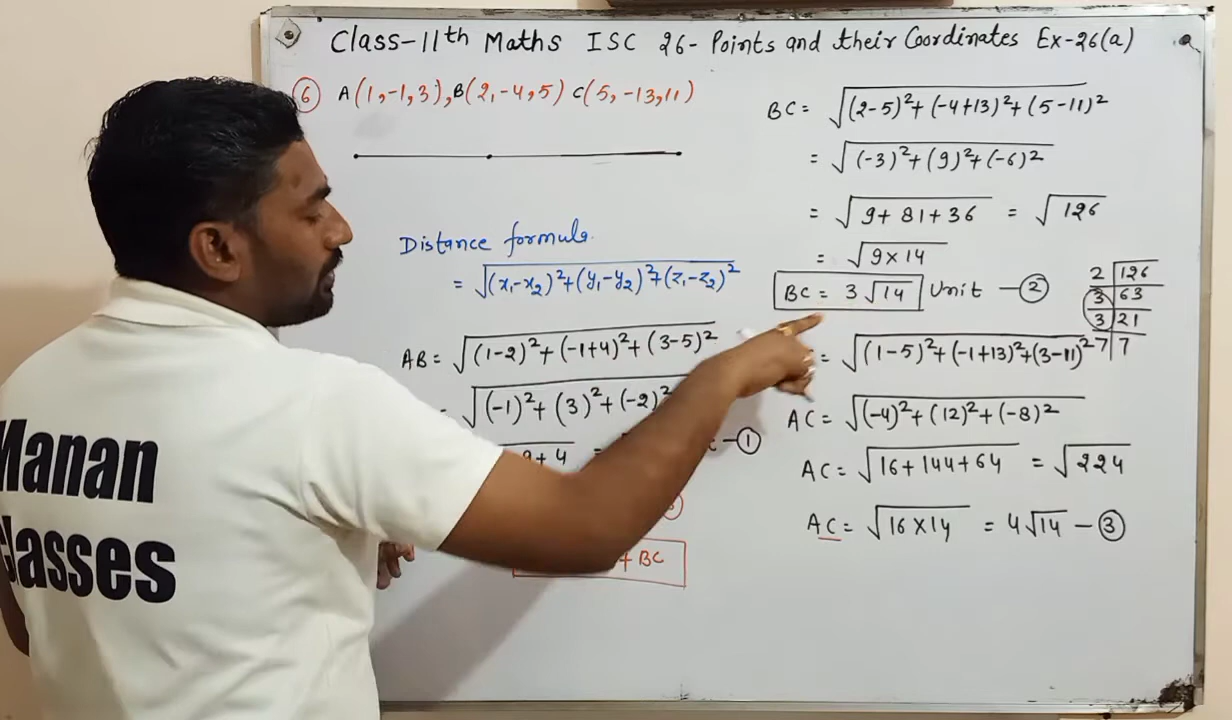 Class-11th Maths ISC 26- Points and their Coordinates Ex-26(a)
⑥ A(1,-1,3), B(2,-4,5) C(5,-13,11)
Distance formula.
= √((x₁-x₂)²+(y₁-y₂)²+(z₁-z₂)²)
AB = √((1-2)²+(-1+4)²+(3-5)²)
= √((-1)²+(3)²+(-2)²
9+4 =
-①
+ BC
BC = √((2-5)²+(-4+13)²+(5-11)²
= √((-3)²+(9)²+(-6)²
= √(9+81+36) = √126
= √(9×14)
BC = 3√14 Unit -②
2 | 126
3 | 63
3 | 21
7 | 7
= √((1-5)²+(-1+13)²+(3-11)²
AC = √((-4)²+(12)²+(-8)²
AC = √(16+144+64) = √224
AC = √(16×14) = 4√14 -③
Manan
Classes